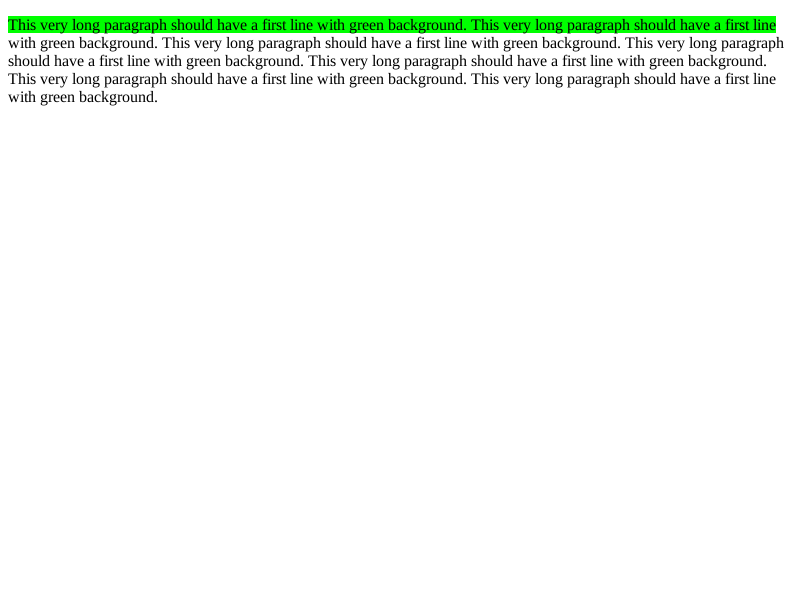 This very long paragraph should have a first line with green background. This very long paragraph should have a first line
with green background. This very long paragraph should have a first line with green background. This very long paragraph
should have a first line with green background. This very long paragraph should have a first line with green background.
This very long paragraph should have a first line with green background. This very long paragraph should have a first line
with green background.